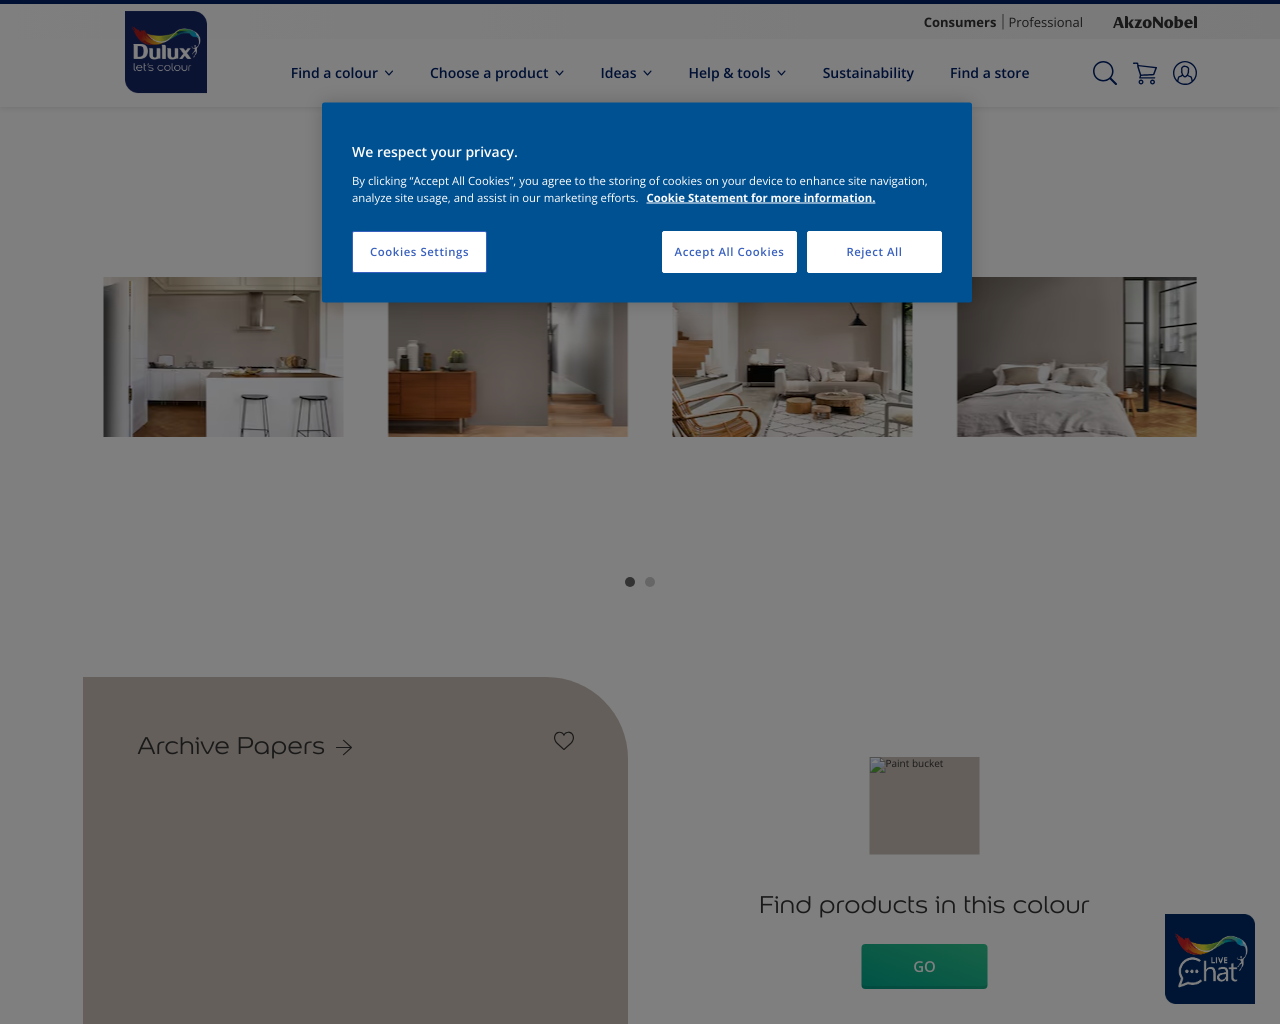 Consumers | Professional
AkzoNobel
Dulux
let's colour
Find a colour
Choose a product
Ideas
Help & tools
Sustainability
Find a store
We respect your privacy.
By clicking “Accept All Cookies”, you agree to the storing of cookies on your device to enhance site navigation,
analyze site usage, and assist in our marketing efforts. Cookie Statement for more information.
Cookies Settings
Accept All Cookies
Reject All
Archive Papers
Paint bucket
Find products in this colour
GO
LIVE
Chat